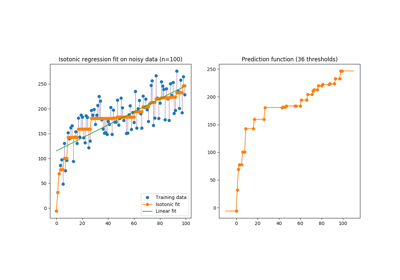 Isotonic regression fit on noisy data (n=100)
250
200
150
100
50
0
0 20 40 60 80 100
Training data
Isotonic fit
Linear fit
Prediction function (36 thresholds)
250
200
150
100
50
0
0 20 40 60 80 100